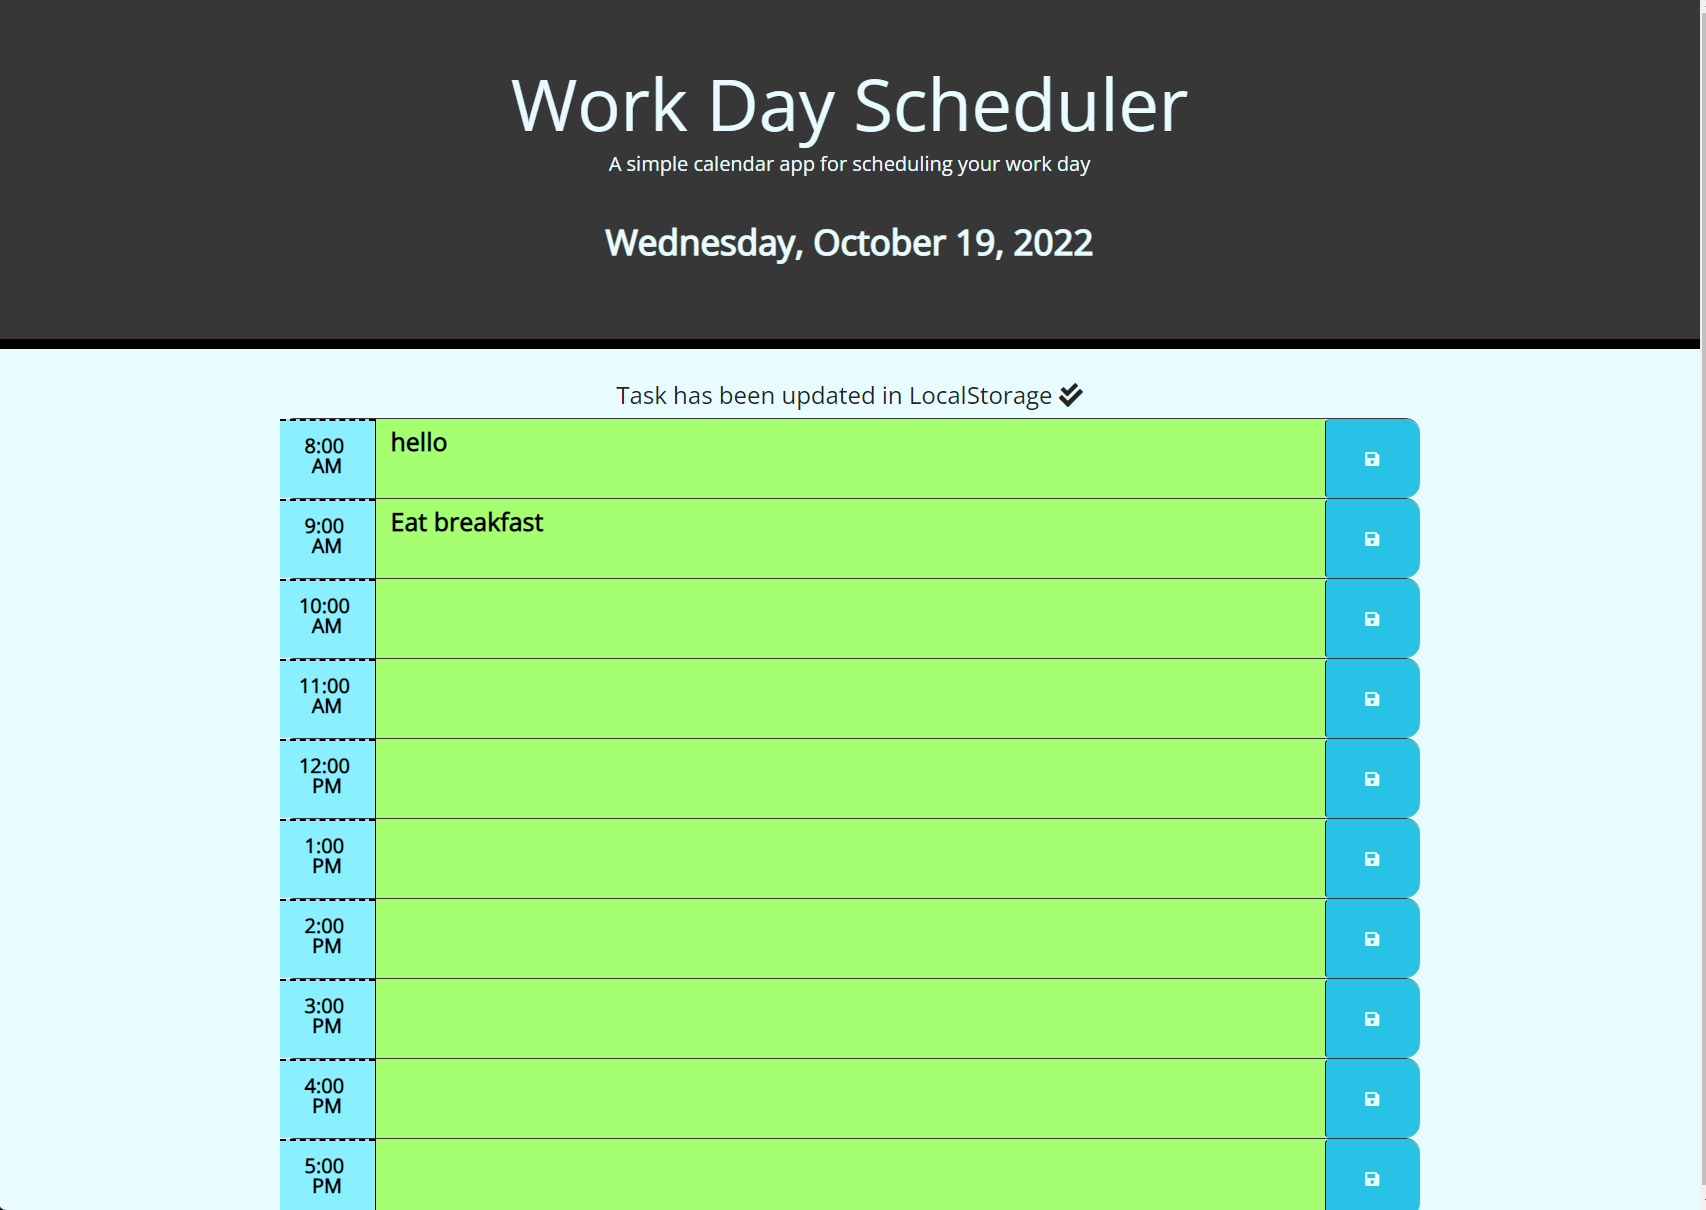 Work Day Scheduler
A simple calendar app for scheduling your work day
Wednesday, October 19, 2022
Task has been updated in LocalStorage
8:00
AM
hello
9:00
AM
Eat breakfast
10:00
AM
11:00
AM
12:00
PM
1:00
PM
2:00
PM
3:00
PM
4:00
PM
5:00
PM